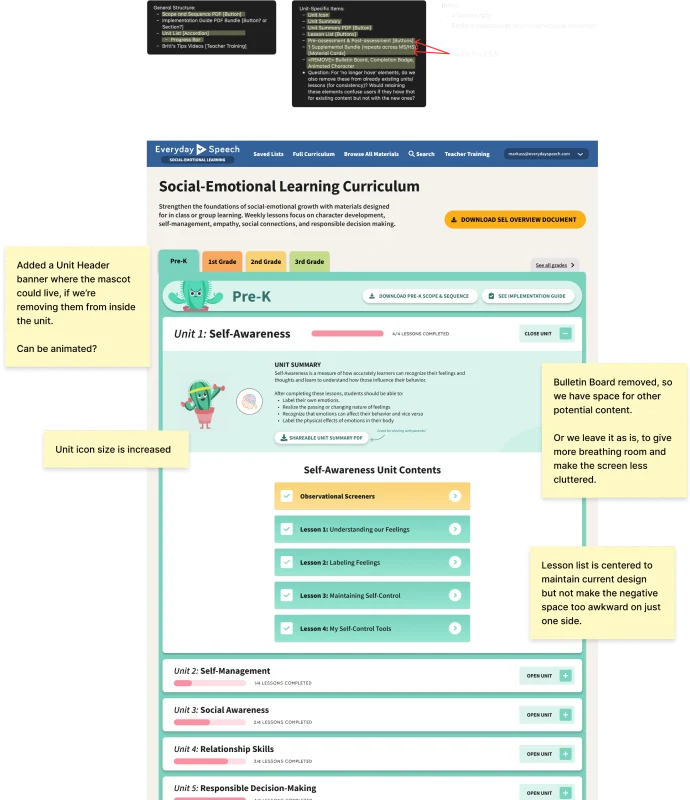 General Structure:
- Scope and Sequence PDF [Button]
- Implementation Guide PDF Bundle [Button? or
Section?]
- Unit List [Accordion]
- Progress Bar
- Britt's Tips Videos [Teacher Training]
Unit-Specific Items:
- Unit Icon
- Unit Summary
- Unit Summary PDF [Button]
- Lesson List [Buttons]
- Pre-assessment & Post-assessment [Buttons]
- 1 Supplemental Bundle (repeats across MS/HS)
[Material Cards]
- <REMOVE> Bulletin Board, Completion Badge,
Animated Character
• Question: For 'no longer have' elements, do we
also remove these from already existing units/
lessons (for consistency)? Would retaining
these elements confuse users if they have that
for existing content but not with the new ones?
Everyday Speech
SOCIAL-EMOTIONAL LEARNING
Saved Lists
Full Curriculum
Browse All Materials
Search
Teacher Training
markuss@everydayspeech.com
Social-Emotional Learning Curriculum
Strengthen the foundations of social-emotional growth with materials designed
for in class or group learning. Weekly lessons focus on character development,
self-management, empathy, social connections, and responsible decision making.
DOWNLOAD SEL OVERVIEW DOCUMENT
Pre-K
1st Grade
2nd Grade
3rd Grade
See all grades
Pre-K
DOWNLOAD PRE-K SCOPE & SEQUENCE
SEE IMPLEMENTATION GUIDE
Unit 1: Self-Awareness
4/4 LESSONS COMPLETED
CLOSE UNIT
UNIT SUMMARY
Self-Awareness is a measure of how accurately learners can recognize their feelings and
thoughts and learn to understand how those influence their behavior.
After completing these lessons, students should be able to:
• Label their own emotions.
• Realize the passing or changing nature of feelings
• Recognize that emotions can affect their behavior and vice versa
• Label the physical effects of emotions in their body
SHAREABLE UNIT SUMMARY PDF
Great for sharing with parents!
Self-Awareness Unit Contents
Observational Screeners
Lesson 1: Understanding our Feelings
Lesson 2: Labeling Feelings
Lesson 3: Maintaining Self-Control
Lesson 4: My Self-Control Tools
Unit 2: Self-Management
1/4 LESSONS COMPLETED
OPEN UNIT
Unit 3: Social Awareness
2/4 LESSONS COMPLETED
OPEN UNIT
Unit 4: Relationship Skills
3/4 LESSONS COMPLETED
OPEN UNIT
Unit 5: Responsible Decision-Making
OPEN UNIT
Added a Unit Header
banner where the mascot
could live, if we're
removing them from inside
the unit.
Can be animated?
Unit icon size is increased
Bulletin Board removed, so
we have space for other
potential content.
Or we leave it as is, to give
more breathing room and
make the screen less
cluttered.
Lesson list is centered to
maintain current design
but not make the negative
space too awkward on just
one side.